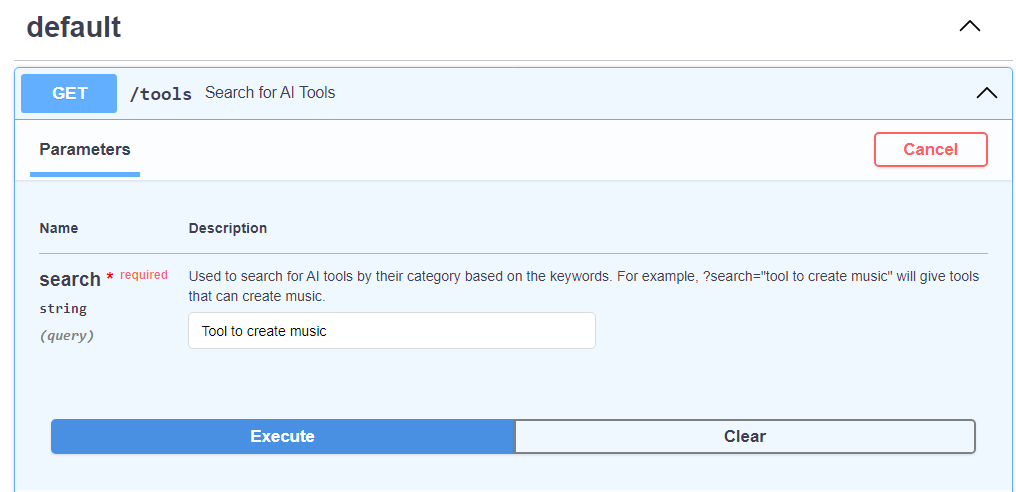 default
GET /tools Search for AI Tools
Parameters Cancel
Name Description
search * required Used to search for AI tools by their category based on the keywords. For example, ?search="tool to create music" will give tools
that can create music.
string
(query) Tool to create music
Execute Clear